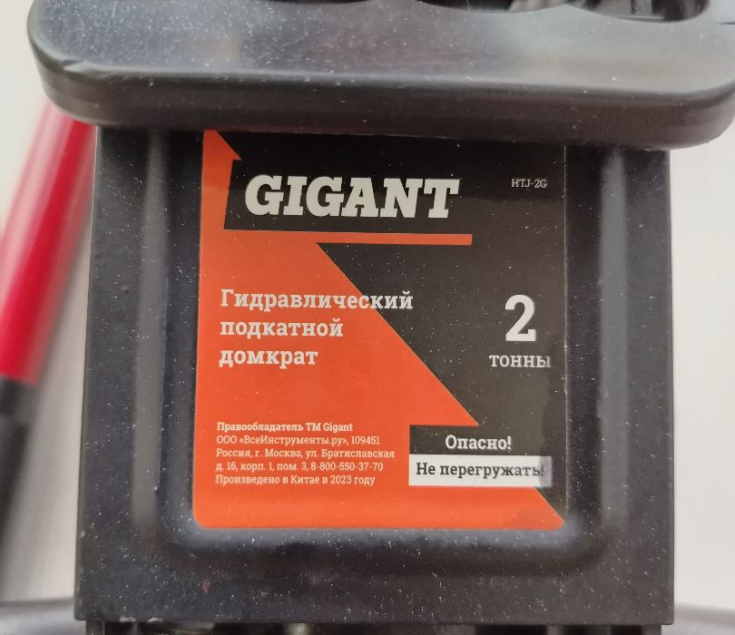 GIGANT
HTJ-2G
Гидравлический
подкатной
домкрат
2
тонны
Правообладатель ТМ Gigant
ООО «ВсеИнструменты.ру», 109451
Россия, г. Москва, ул. Братиславская
д. 16, корп. 1, пом. 3, 8-800-550-37-70
Произведено в Китае в 2023 году
Опасно!
Не перегружать!